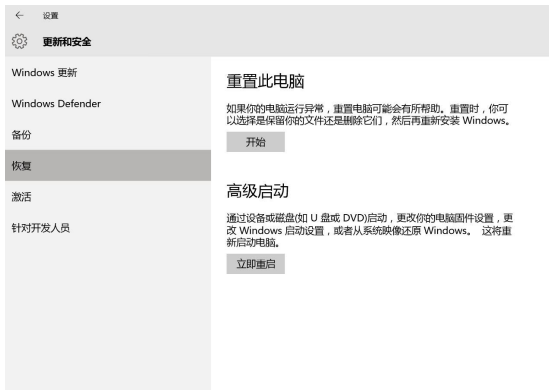 ← 设置
更新和安全
Windows 更新
Windows Defender
备份
恢复
激活
针对开发人员
重置此电脑
如果你的电脑运行异常，重置电脑可能会有所帮助。重置时，你可
以选择是保留你的文件还是删除它们，然后再重新安装 Windows。
开始
高级启动
通过设备或磁盘(如 U 盘或 DVD)启动，更改你的电脑固件设置，更
改 Windows 启动设置，或者从系统映像还原 Windows。 这将重
新启动电脑。
立即重启